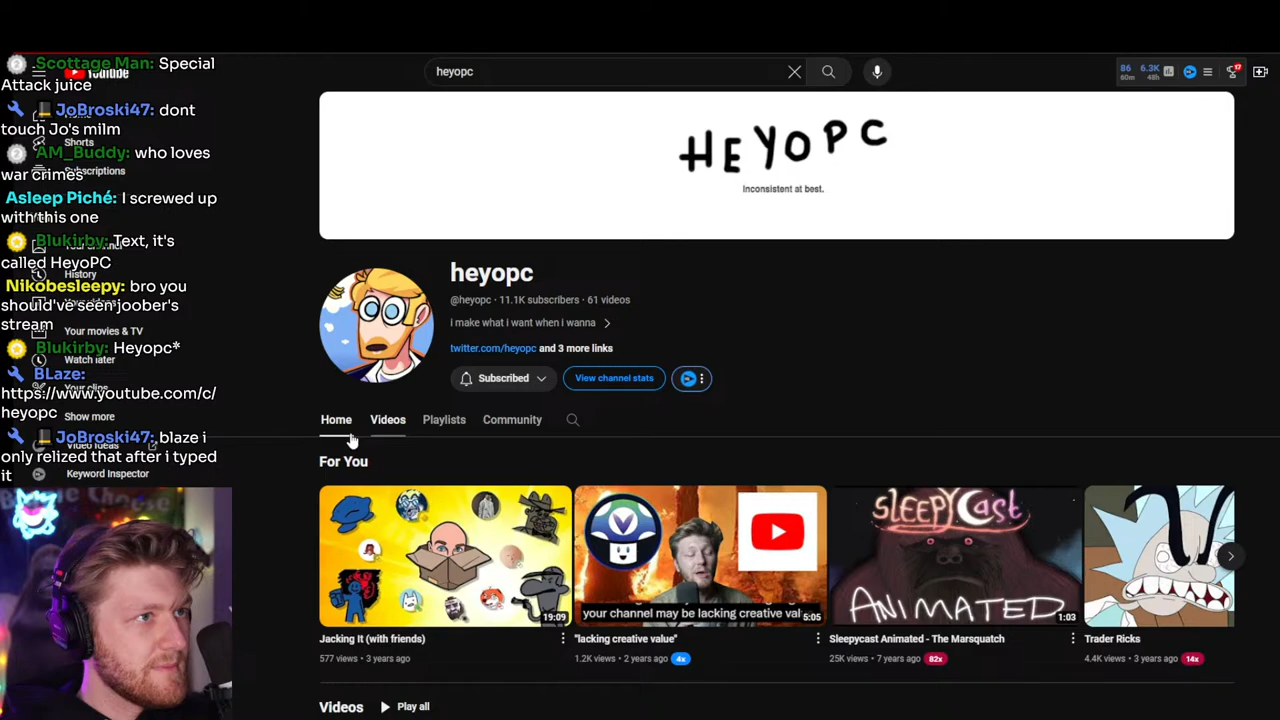 Scottage Man: Special
Attack juice
JoBroski47: dont
touch Jo's milm
AM_Buddy: who loves
war crimes
Asleep Piché: I screwed up
with this one
Blukirby: Text, it's
called HeyoPC
Nikobesleepy: bro you
should've seen joober's
stream
Blukirby: Heyopc*
BLaze:
https://www.youtube.com/c/
heyopc
JoBroski47: blaze i
only relized that after i typed
it
YouTube
Shorts
Subscriptions
History
Your movies & TV
Watch later
Your clips
Show more
Video Ideas
Keyword Inspector
heyopc
86 6.3K
60m 48h
17
HEYOPC
Inconsistent at best.
heyopc
@heyopc · 11.1K subscribers · 61 videos
i make what i want when i wanna >
twitter.com/heyopc and 3 more links
Subscribed
View channel stats
Home Videos Playlists Community
For You
19:09
Jacking It (with friends)
577 views · 3 years ago
your channel may be lacking creative val
5:05
"lacking creative value"
1.2K views · 2 years ago 4x
SLEEPYCAST
ANIMATED
1:03
Sleepycast Animated - The Marsquatch
25K views · 7 years ago 82x
Trader Ricks
4.4K views · 3 years ago 14x
Videos Play all